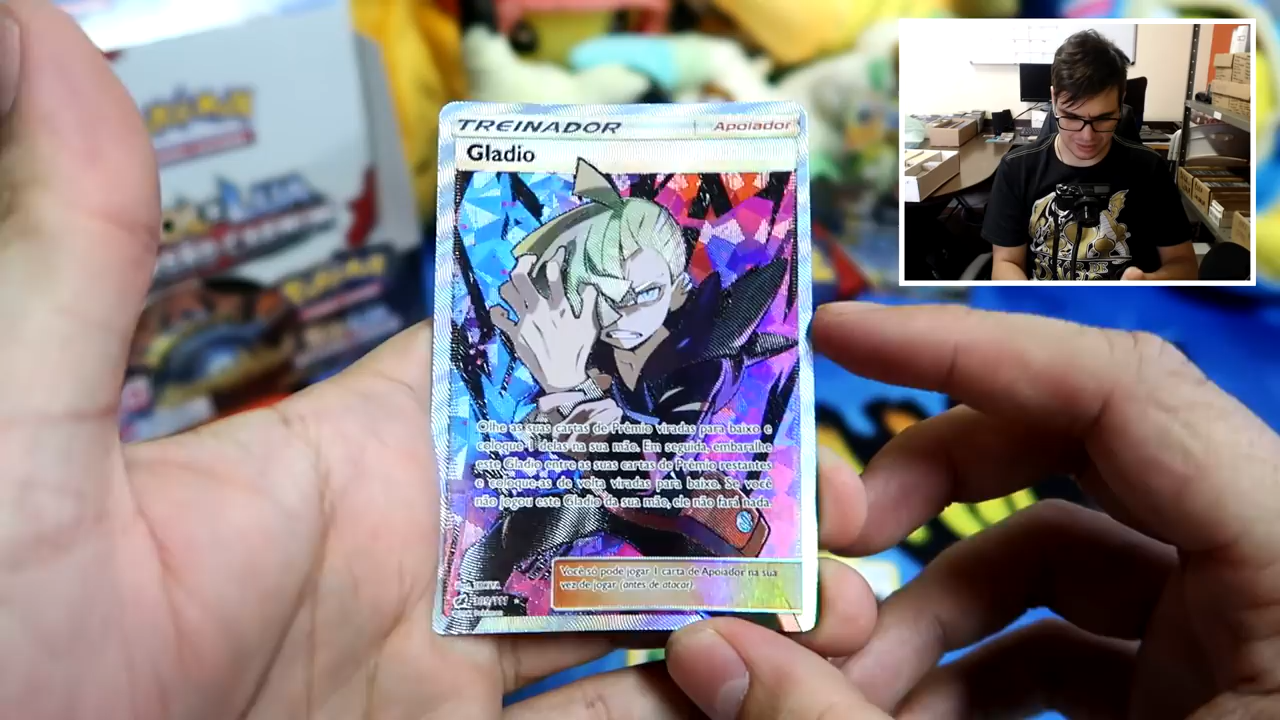 POKéMON
TREINADOR
Apoiador
Gladio
Olhe as suas cartas de Prêmio viradas para baixo e
coloque 1 delas na sua mão. Em seguida, embaralhe
este Gladio entre as suas cartas de Prêmio restantes
e coloque-as de volta viradas para baixo. Se você
não jogou este Gladio da sua mão, ele não fará nada.
Você só pode jogar 1 carta de Apoiador na sua
vez de jogar (antes de atacar).
109/111